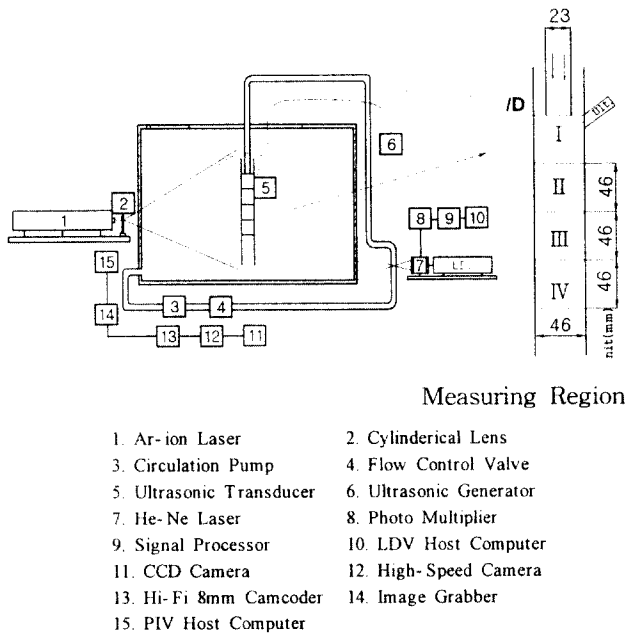 23
/D
Ult.
I
II
46
III
46
IV
46
46
nit(mm)
1
2
3
4
5
6
7
8
9
10
11
12
13
14
15
Measuring Region
1. Ar-ion Laser
2. Cylinderical Lens
3. Circulation Pump
4. Flow Control Valve
5. Ultrasonic Transducer
6. Ultrasonic Generator
7. He-Ne Laser
8. Photo Multiplier
9. Signal Processor
10. LDV Host Computer
11. CCD Camera
12. High-Speed Camera
13. Hi-Fi 8mm Camcoder
14. Image Grabber
15. PIV Host Computer